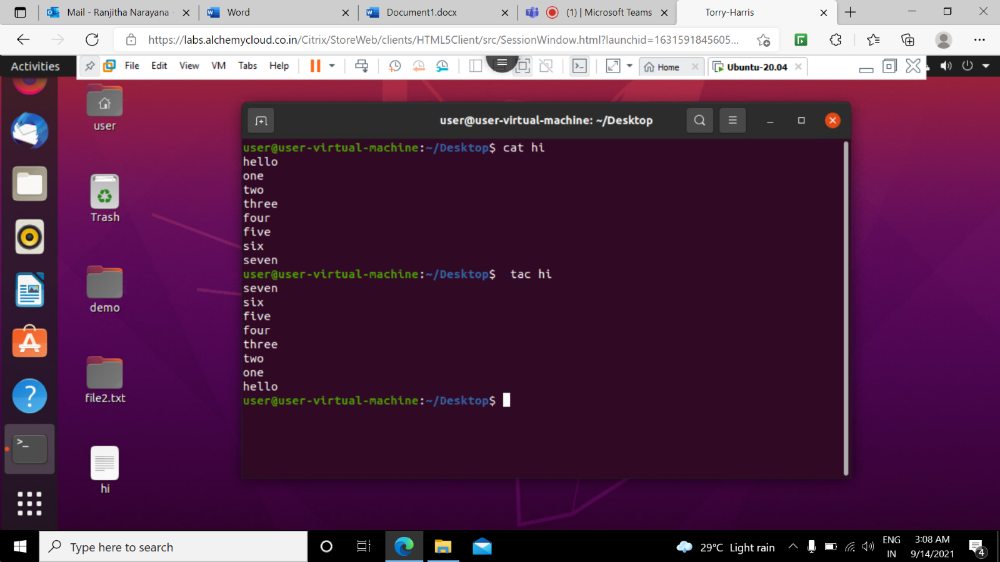 Mail - Ranjitha Narayana -
Word
Document1.docx
(1) | Microsoft Teams
Torry-Harris
https://labs.alchemycloud.co.in/Citrix/StoreWeb/clients/HTML5Client/src/SessionWindow.html?launchid=1631591845605...
Activities
File Edit View VM Tabs Help
Home
Ubuntu-20.04
user
Trash
demo
file2.txt
hi
user@user-virtual-machine: ~/Desktop
user@user-virtual-machine:~/Desktop$ cat hi
hello
one
two
three
four
five
six
seven
user@user-virtual-machine:~/Desktop$  tac hi
seven
six
five
four
three
two
one
hello
user@user-virtual-machine:~/Desktop$
Type here to search
29°C Light rain
ENG
IN
3:08 AM
9/14/2021
4